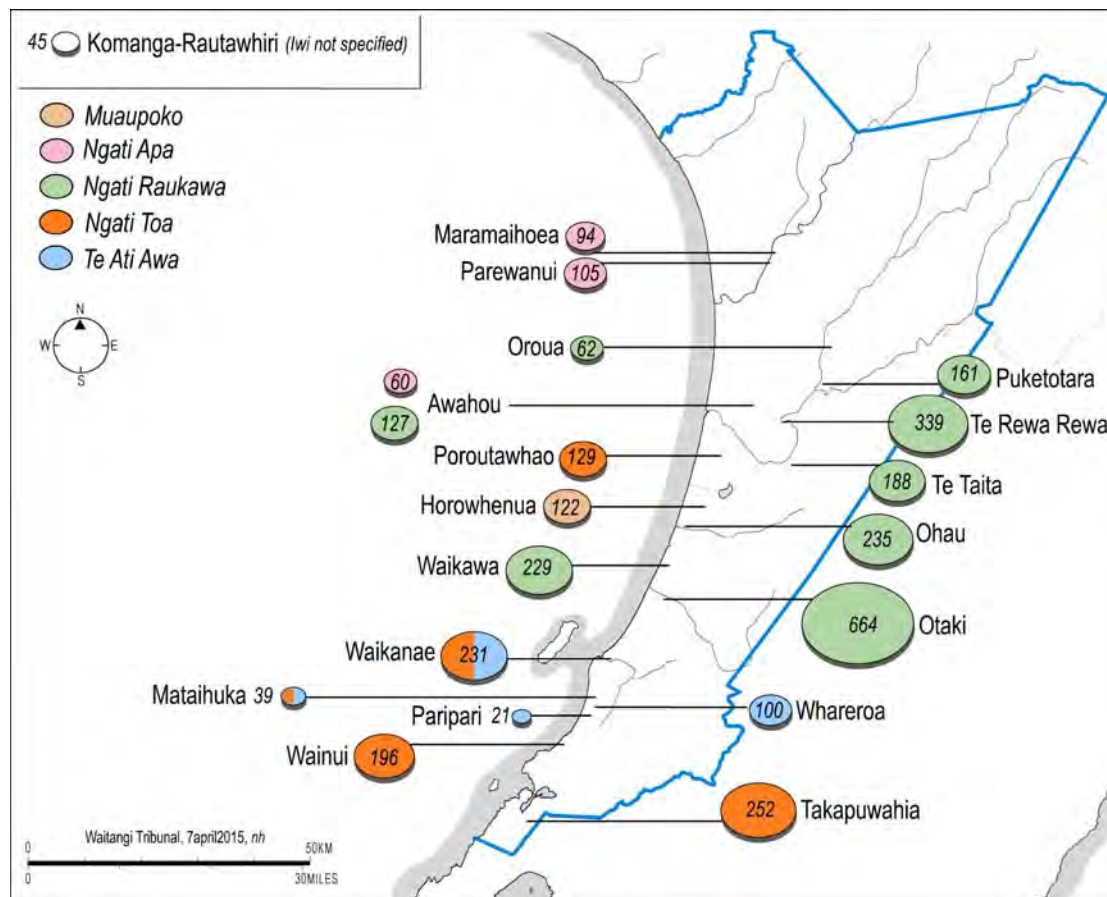 45 Komanga-Rautawhiri (Iwi not specified)
Muaupoko
Ngati Apa
Ngati Raukawa
Ngati Toa
Te Ati Awa
N
W E
S
Maramaihoea 94
Parewanui 105
Oroua 62
161 Puketotara
60
Awahou
127
339 Te Rewa Rewa
Poroutawhao 129
188 Te Taita
Horowhenua 122
235 Ohau
Waikawa 229
664 Otaki
Waikanae 231
Mataihuka 39
100 Whareroa
Paripari 21
Wainui 196
252 Takapuwahia
Waitangi Tribunal, 7april2015, nh
0 50KM
0 30MILES